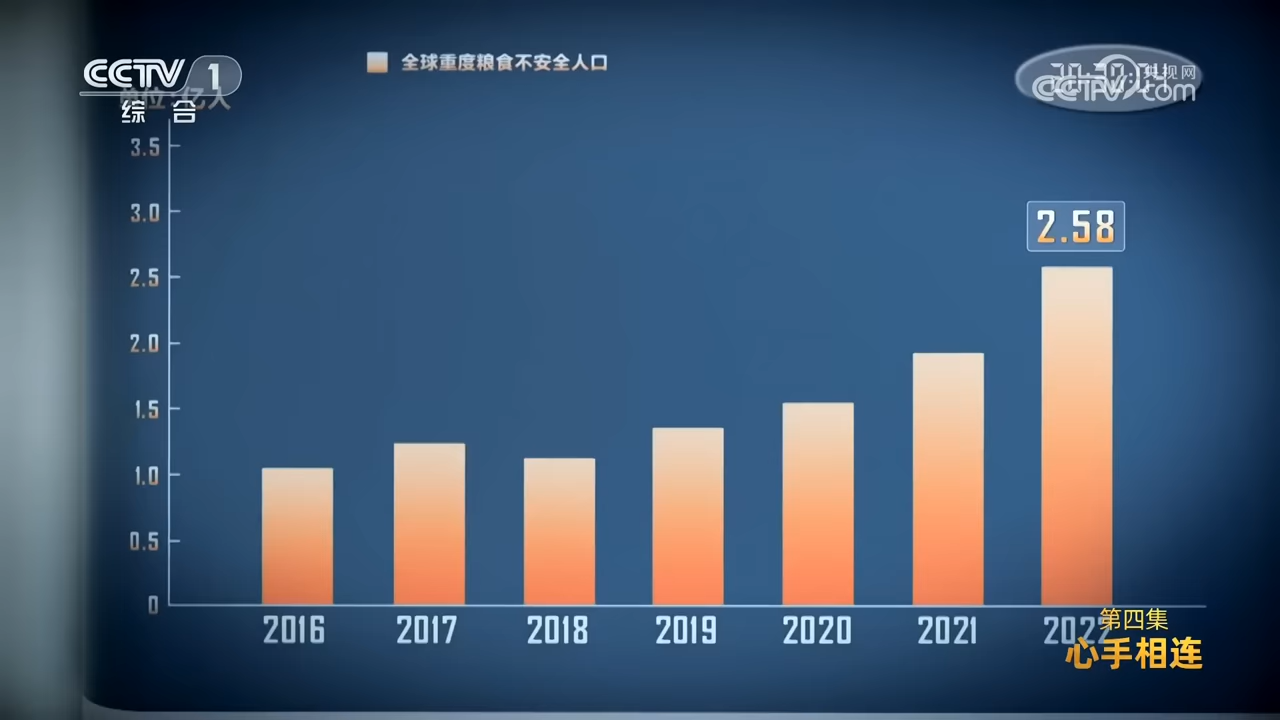 CCTV 1
综合
全球重度粮食不安全人口
央视网
CCTV.com
单位:亿人
3.5
3.0
2.5
2.0
1.5
1.0
0.5
0
2.58
2016 2017 2018 2019 2020 2021 2022
第四集
心手相连